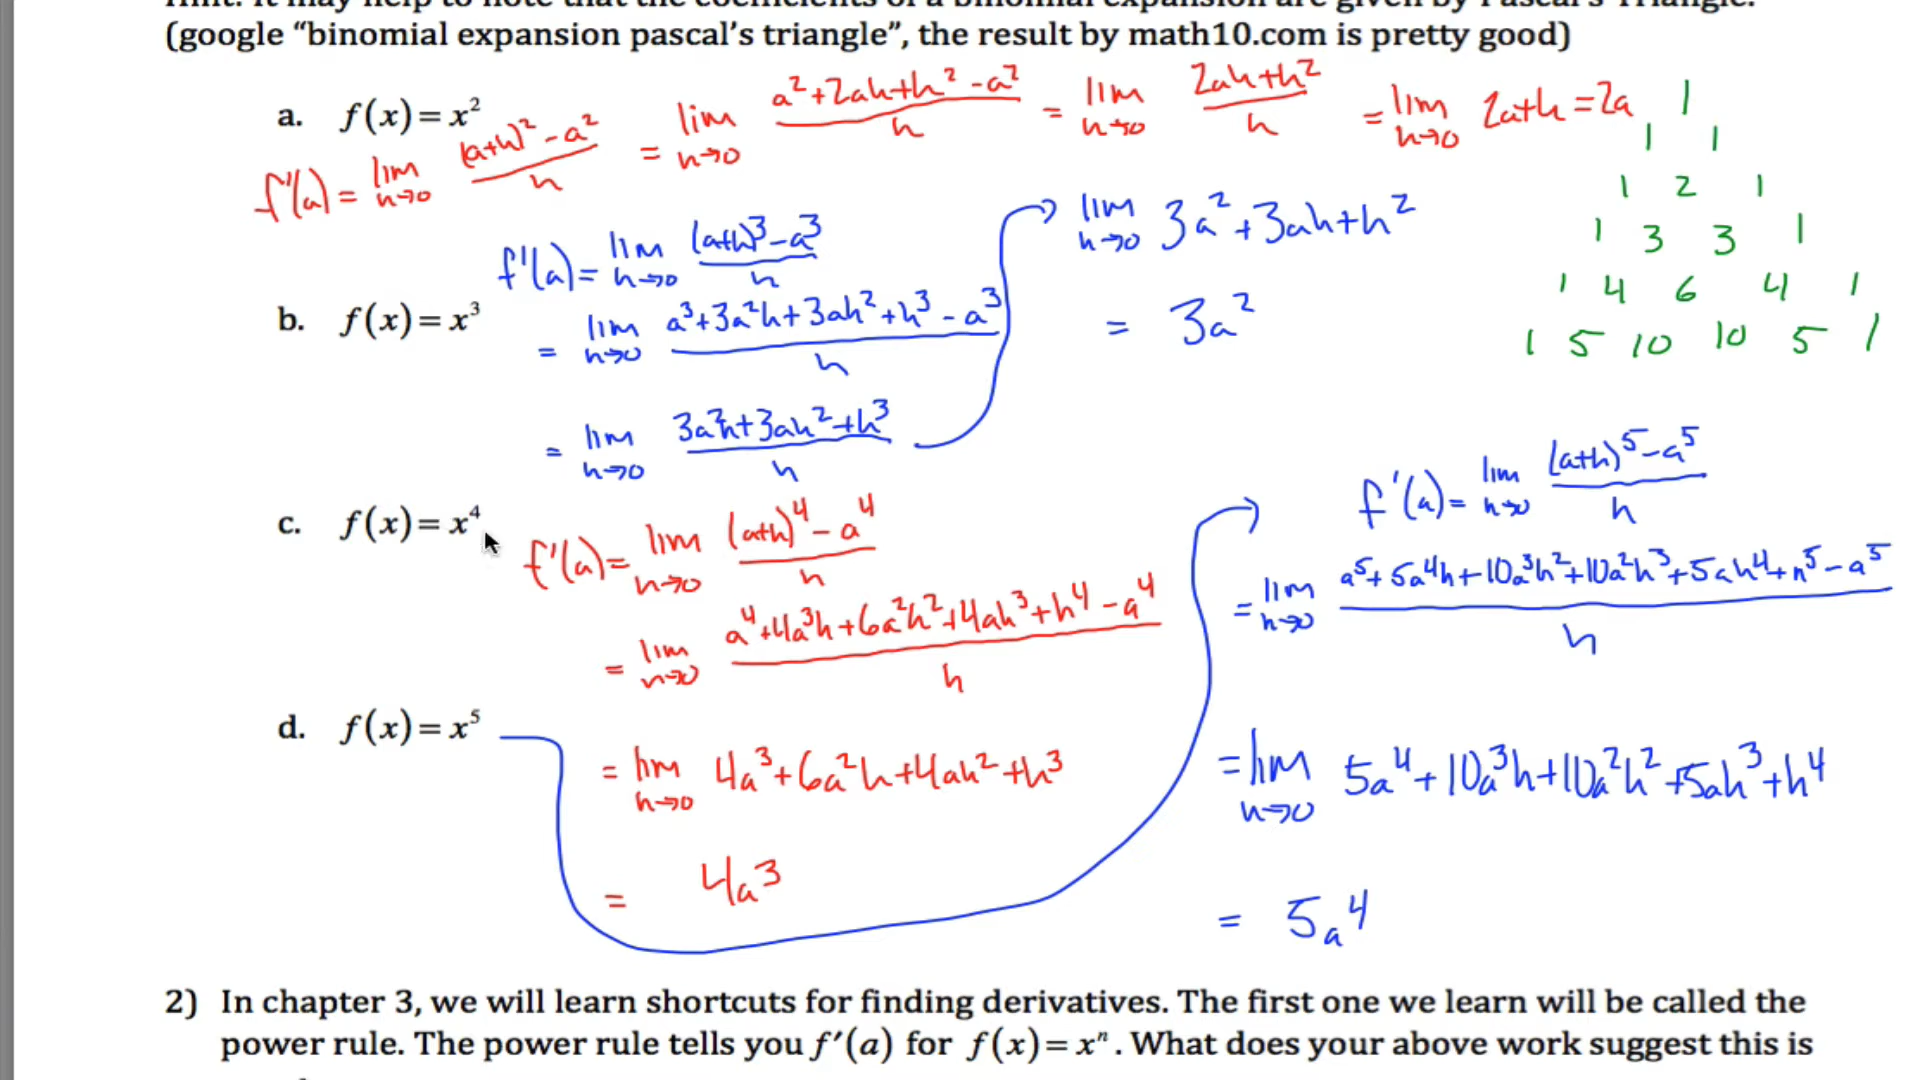 (google “binomial expansion pascal’s triangle”, the result by math10.com is pretty good)
a. f(x)=x²
f'(a) = lim h→0 ((a+h)² - a²)/h = lim h→0 (a²+2ah+h²-a²)/h = lim h→0 (2ah+h²)/h = lim h→0 2a+h = 2a
1
1 1
1 2 1
1 3 3 1
1 4 6 4 1
1 5 10 10 5 1
b. f(x)=x³
f'(a) = lim h→0 ((a+h)³-a³)/h
= lim h→0 (a³+3a²h+3ah²+h³-a³)/h
= lim h→0 (3a²h+3ah²+h³)/h
lim h→0 3a²+3ah+h²
= 3a²
c. f(x)=x⁴
f'(a) = lim h→0 ((a+h)⁴-a⁴)/h
= lim h→0 (a⁴+4a³h+6a²h²+4ah³+h⁴-a⁴)/h
= lim h→0 4a³+6a²h+4ah²+h³
= 4a³
d. f(x)=x⁵
f'(a) = lim h→0 ((a+h)⁵-a⁵)/h
= lim h→0 (a⁵+5a⁴h+10a³h²+10a²h³+5ah⁴+h⁵-a⁵)/h
= lim h→0 5a⁴+10a³h+10a²h²+5ah³+h⁴
= 5a⁴
2) In chapter 3, we will learn shortcuts for finding derivatives. The first one we learn will be called the
power rule. The power rule tells you f′(a) for f(x)=xⁿ. What does your above work suggest this is